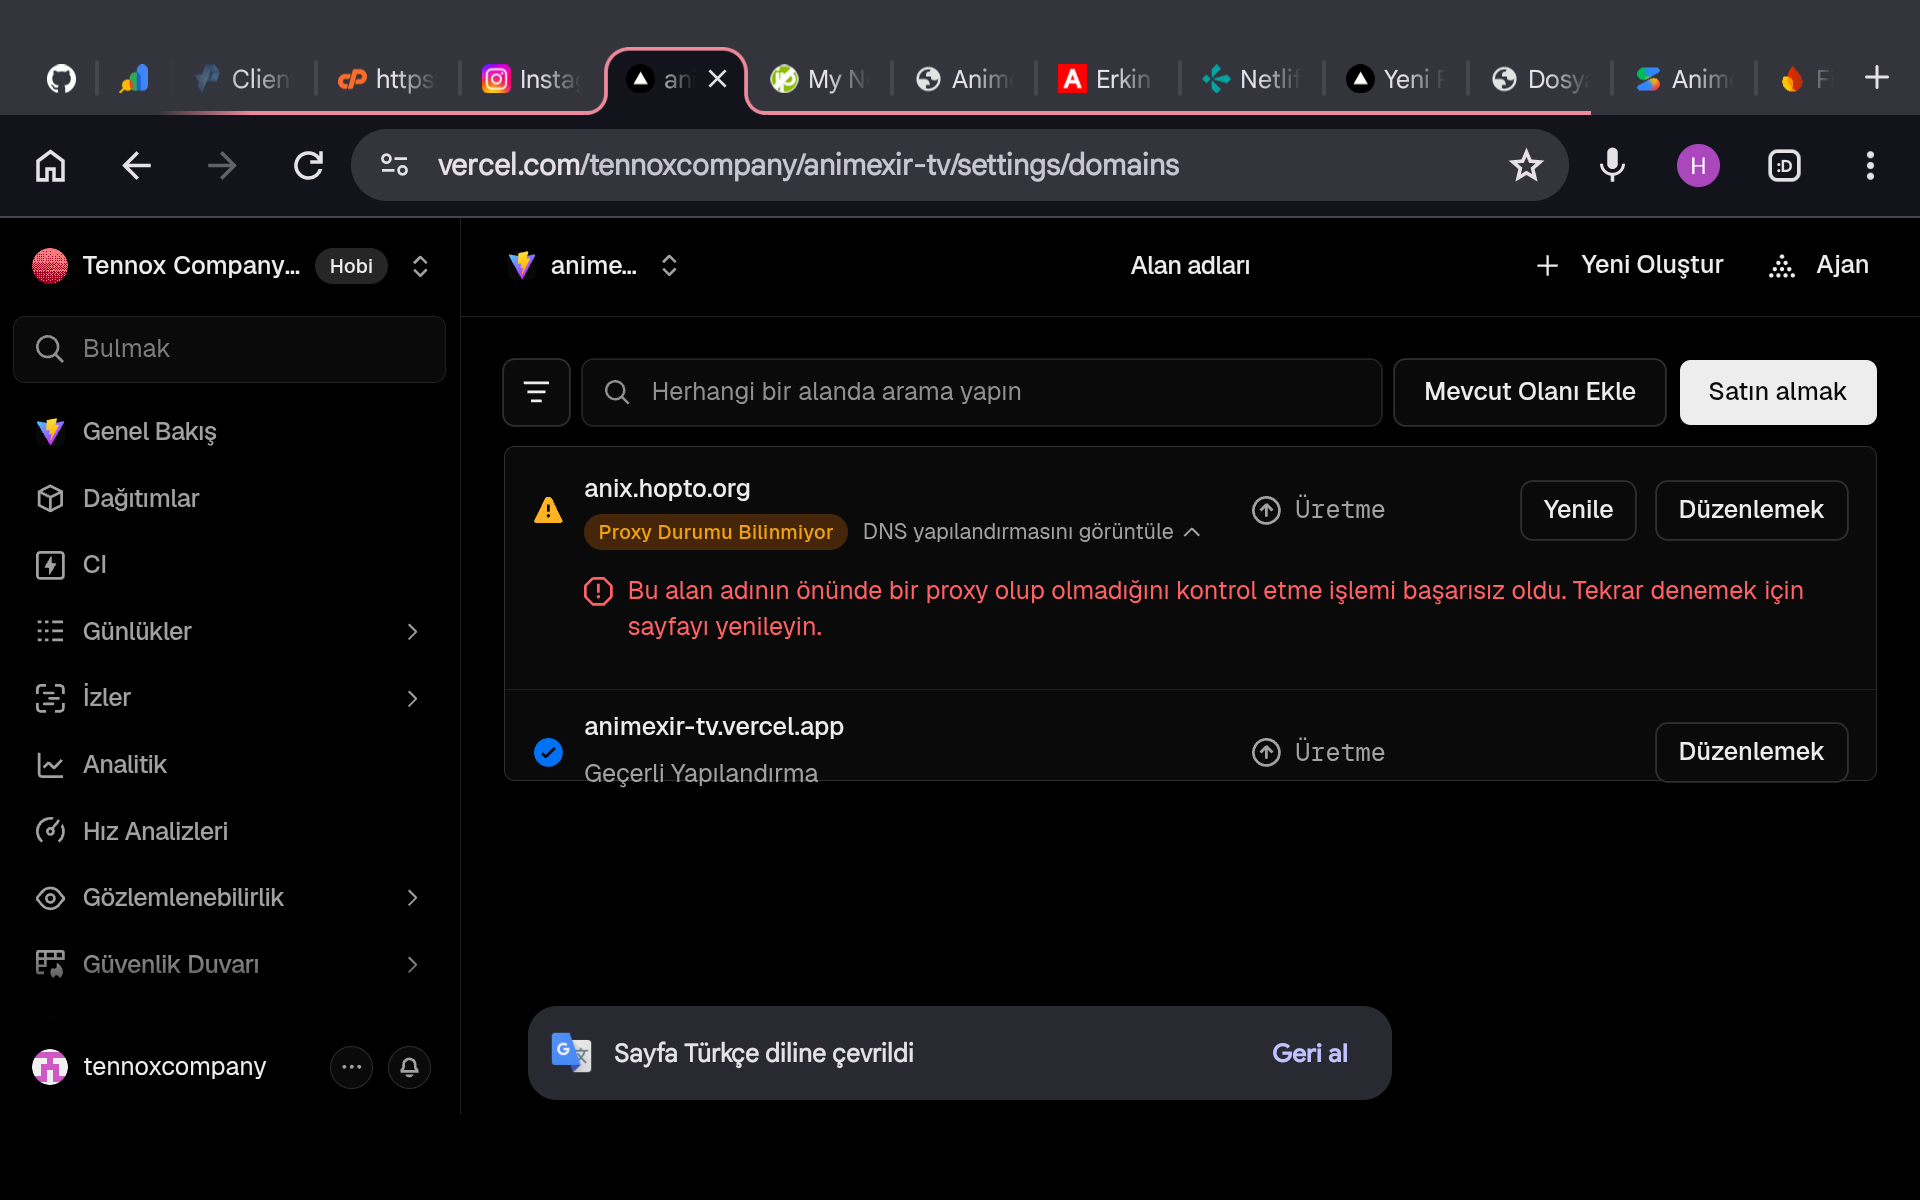 Clien
https
Insta
an
My N
Anim
Erkin
Netlif
Yeni
Dosy
Anim
F
vercel.com/tennoxcompany/animexir-tv/settings/domains
H
:D
Tennox Company...
Hobi
anime...
Alan adları
Yeni Oluştur
Ajan
Bulmak
Herhangi bir alanda arama yapın
Mevcut Olanı Ekle
Satın almak
Genel Bakış
Dağıtımlar
CI
Günlükler
İzler
Analitik
Hız Analizleri
Gözlemlenebilirlik
Güvenlik Duvarı
tennoxcompany
anix.hopto.org
Proxy Durumu Bilinmiyor
DNS yapılandırmasını görüntüle
Üretme
Yenile
Düzenlemek
Bu alan adının önünde bir proxy olup olmadığını kontrol etme işlemi başarısız oldu. Tekrar denemek için
sayfayı yenileyin.
animexir-tv.vercel.app
Geçerli Yapılandırma
Üretme
Düzenlemek
Sayfa Türkçe diline çevrildi
Geri al